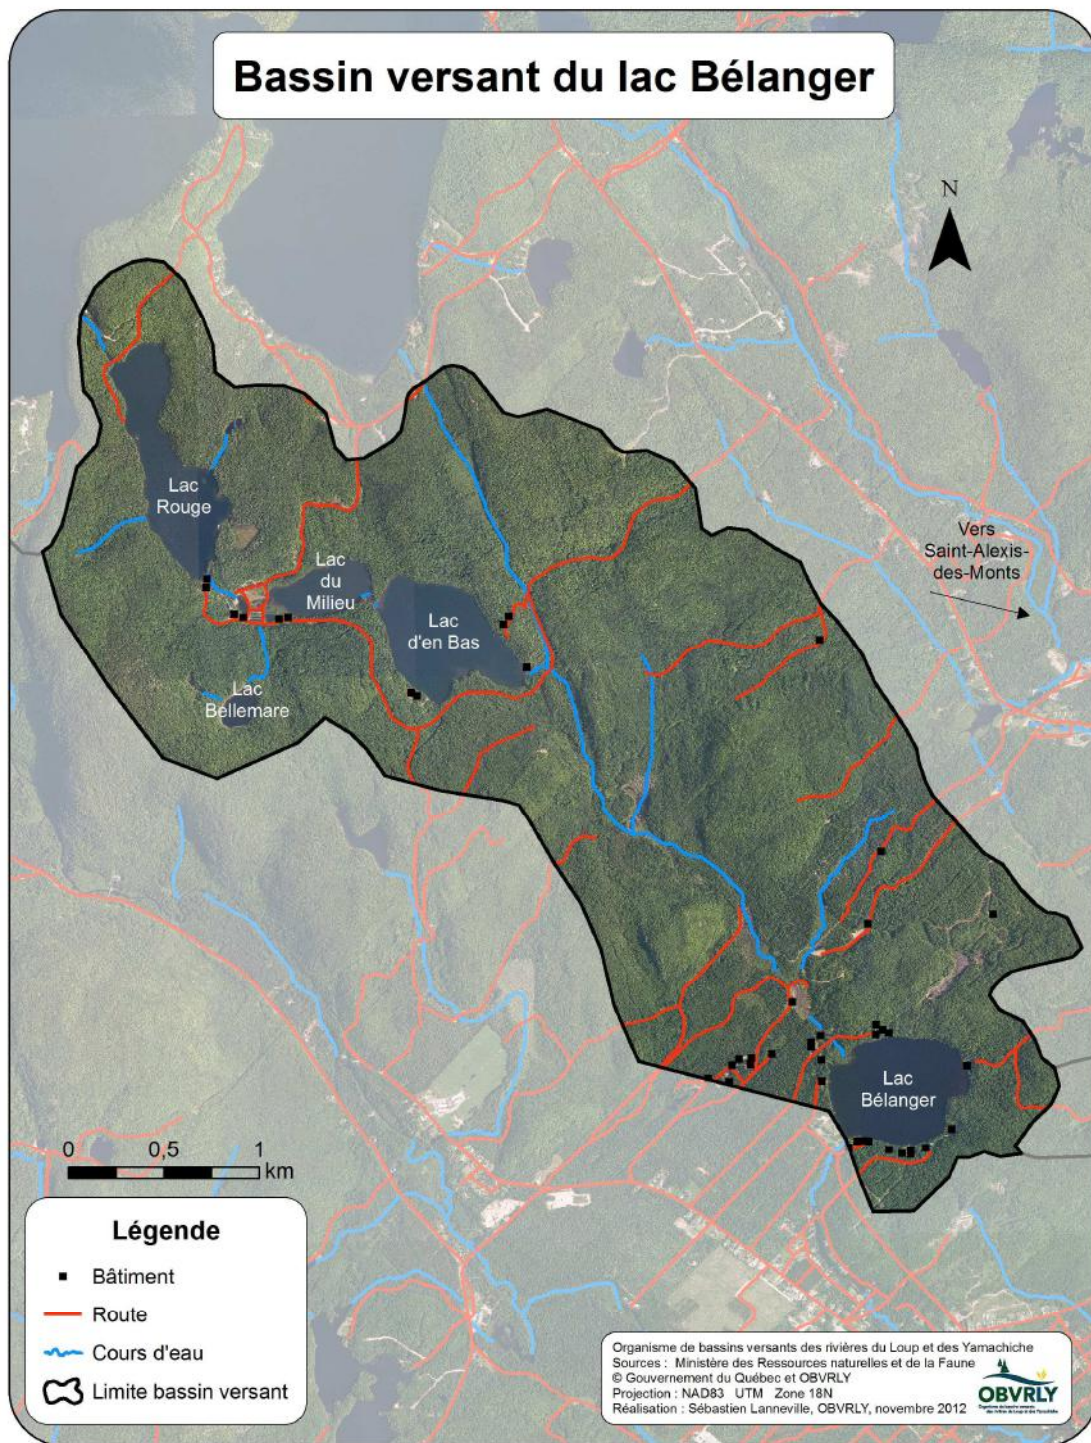 Bassin versant du lac Bélanger
N
Lac
Rouge
Vers
Saint-Alexis-
des-Monts
Lac
du
Milieu
Lac
d'en Bas
Lac
Bellemare
Lac
Bélanger
0 0,5 1
km
Légende
Bâtiment
Route
Cours d'eau
Limite bassin versant
Organisme de bassins versants des rivières du Loup et des Yamachiche
Sources : Ministère des Ressources naturelles et de la Faune
© Gouvernement du Québec et OBVRLY
Projection : NAD83 UTM Zone 18N
Réalisation : Sébastien Lanneville, OBVRLY, novembre 2012
OBVRLY